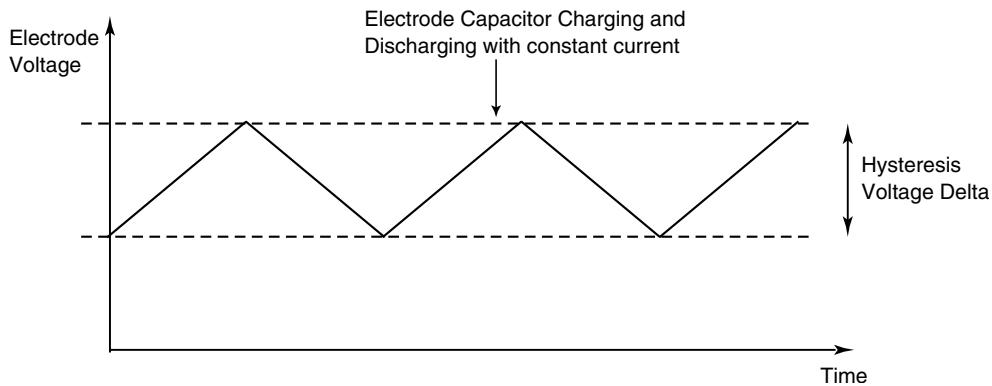 Electrode Capacitor Charging and
Discharging with constant current
Electrode
Voltage
Hysteresis
Voltage Delta
Time